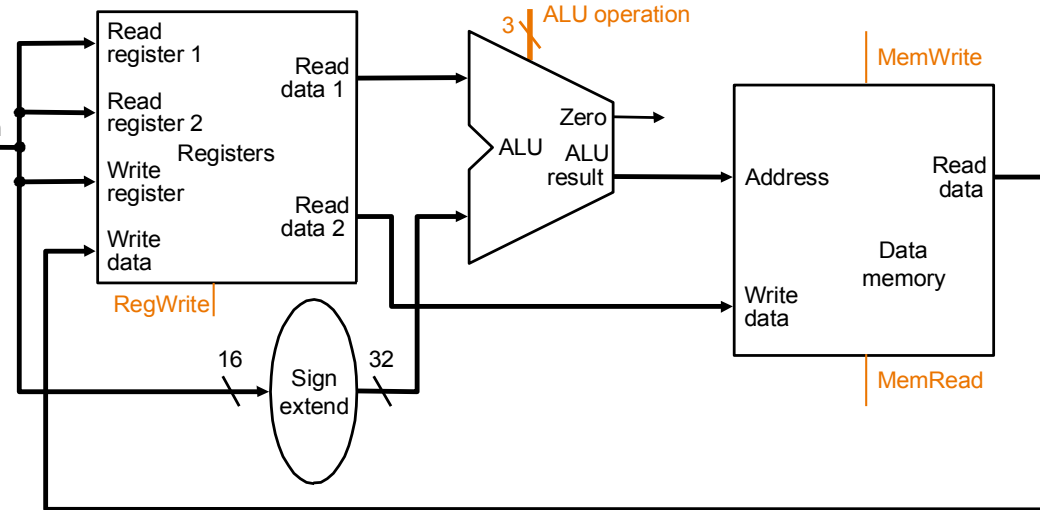 Read
register 1
Read
register 2
Registers
Write
register
Write
data
Read
data 1
Read
data 2
RegWrite
16
Sign
extend
32
3
ALU operation
Zero
ALU
ALU
result
MemWrite
Address
Read
data
Data
memory
Write
data
MemRead